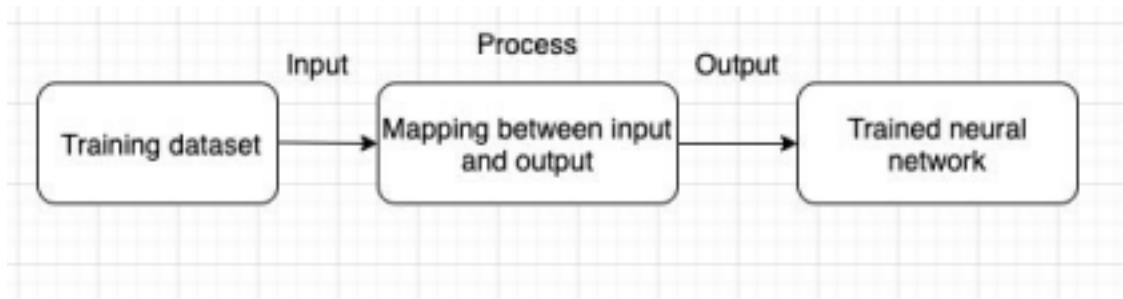 Process
Input
Output
Training dataset
Mapping between input
and output
Trained neural
network